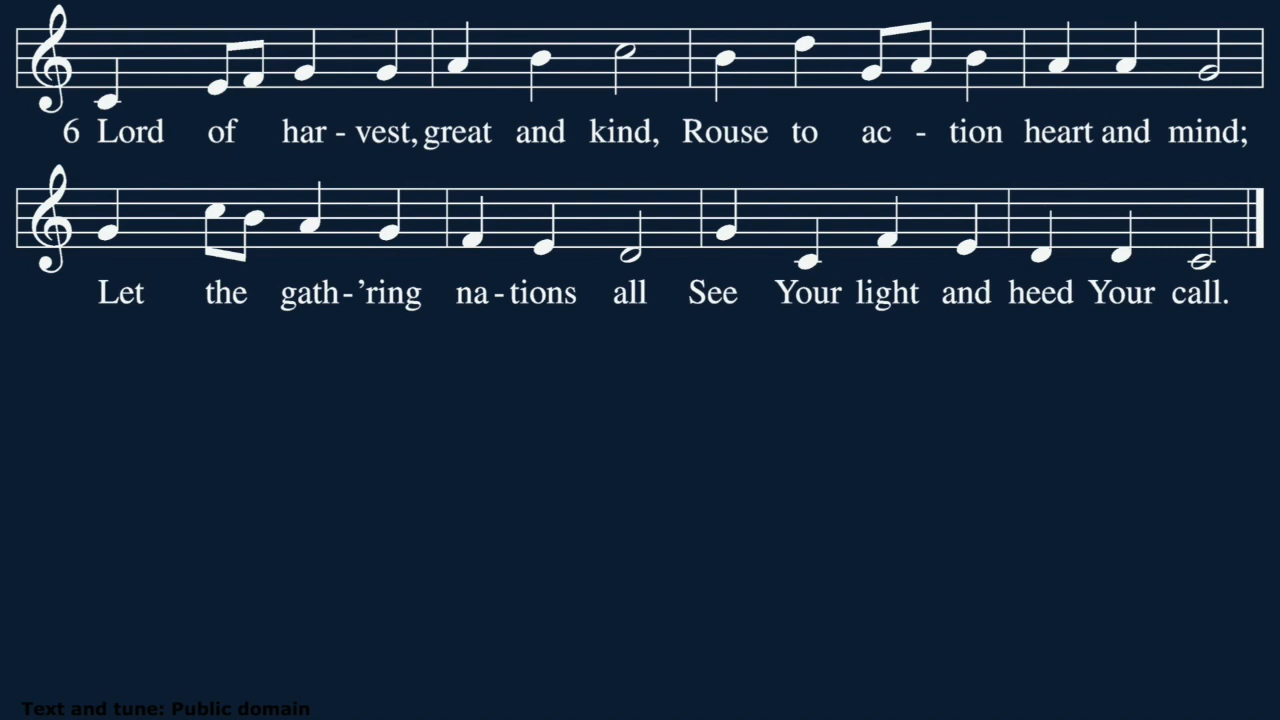 6 Lord of har - vest, great and kind, Rouse to ac - tion heart and mind;
Let the gath - 'ring na - tions all See Your light and heed Your call.
Text and tune: Public domain